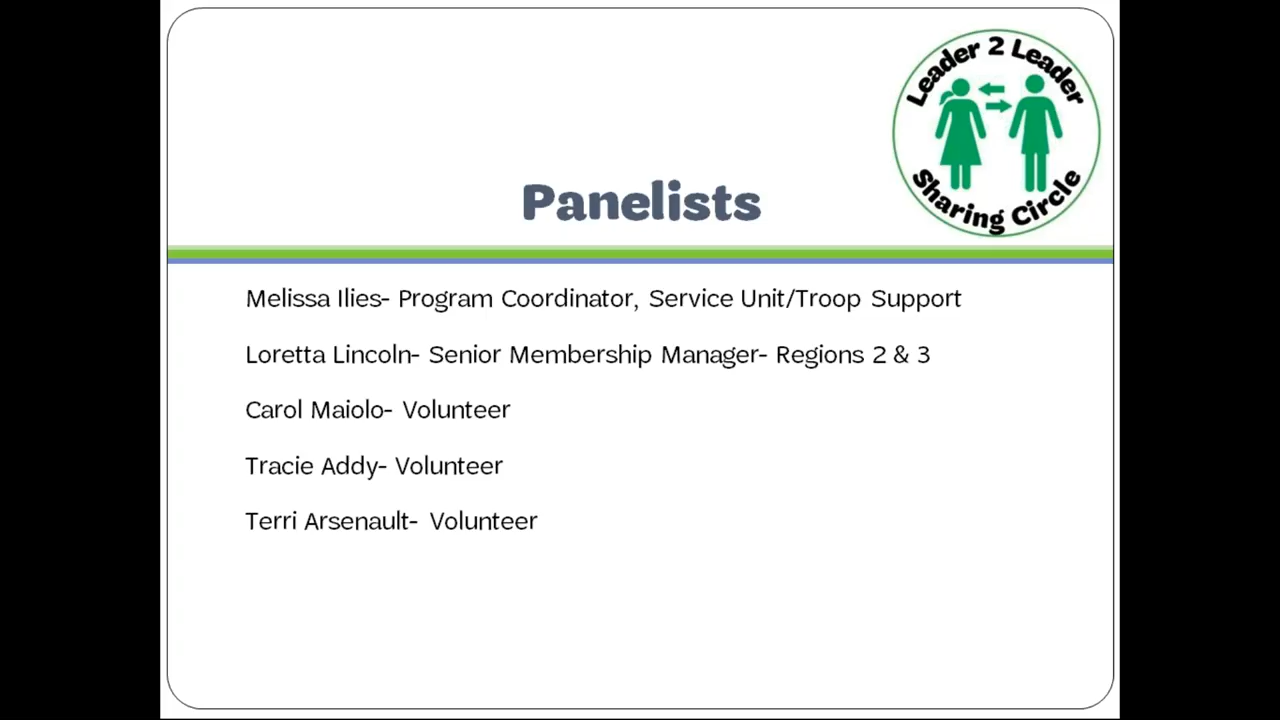 Leader 2 Leader
Sharing Circle
Panelists
Melissa Ilies- Program Coordinator, Service Unit/Troop Support
Loretta Lincoln- Senior Membership Manager- Regions 2 & 3
Carol Maiolo- Volunteer
Tracie Addy- Volunteer
Terri Arsenault- Volunteer